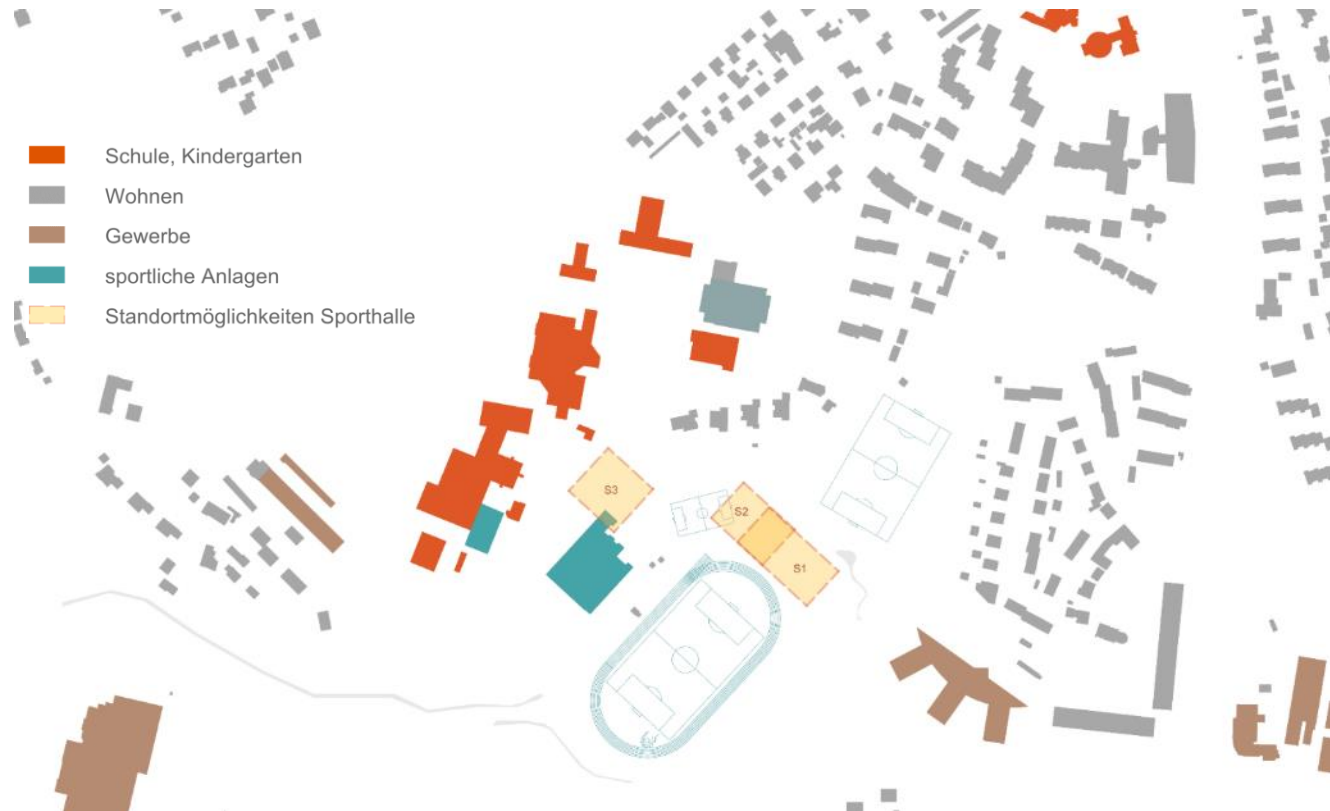 Schule, Kindergarten
Wohnen
Gewerbe
sportliche Anlagen
Standortmöglichkeiten Sporthalle
S3
S2
S1